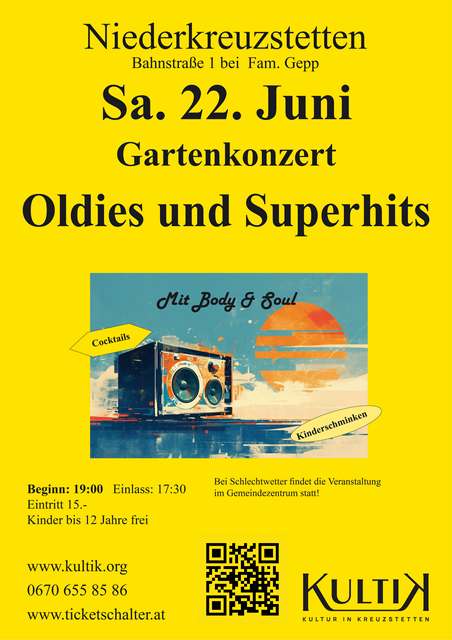 Niederkreuzstetten
Bahnstraße 1 bei Fam. Gepp
Sa. 22. Juni
Gartenkonzert
Oldies und Superhits
Mit Body & Soul
Cocktails
Kinderschminken
Beginn: 19:00 Einlass: 17:30
Eintritt 15.-
Kinder bis 12 Jahre frei
Bei Schlechtwetter findet die Veranstaltung
im Gemeindezentrum statt!
www.kultik.org
0670 655 85 86
www.ticketschalter.at
KULTIK
KULTUR IN KREUZSTETTEN